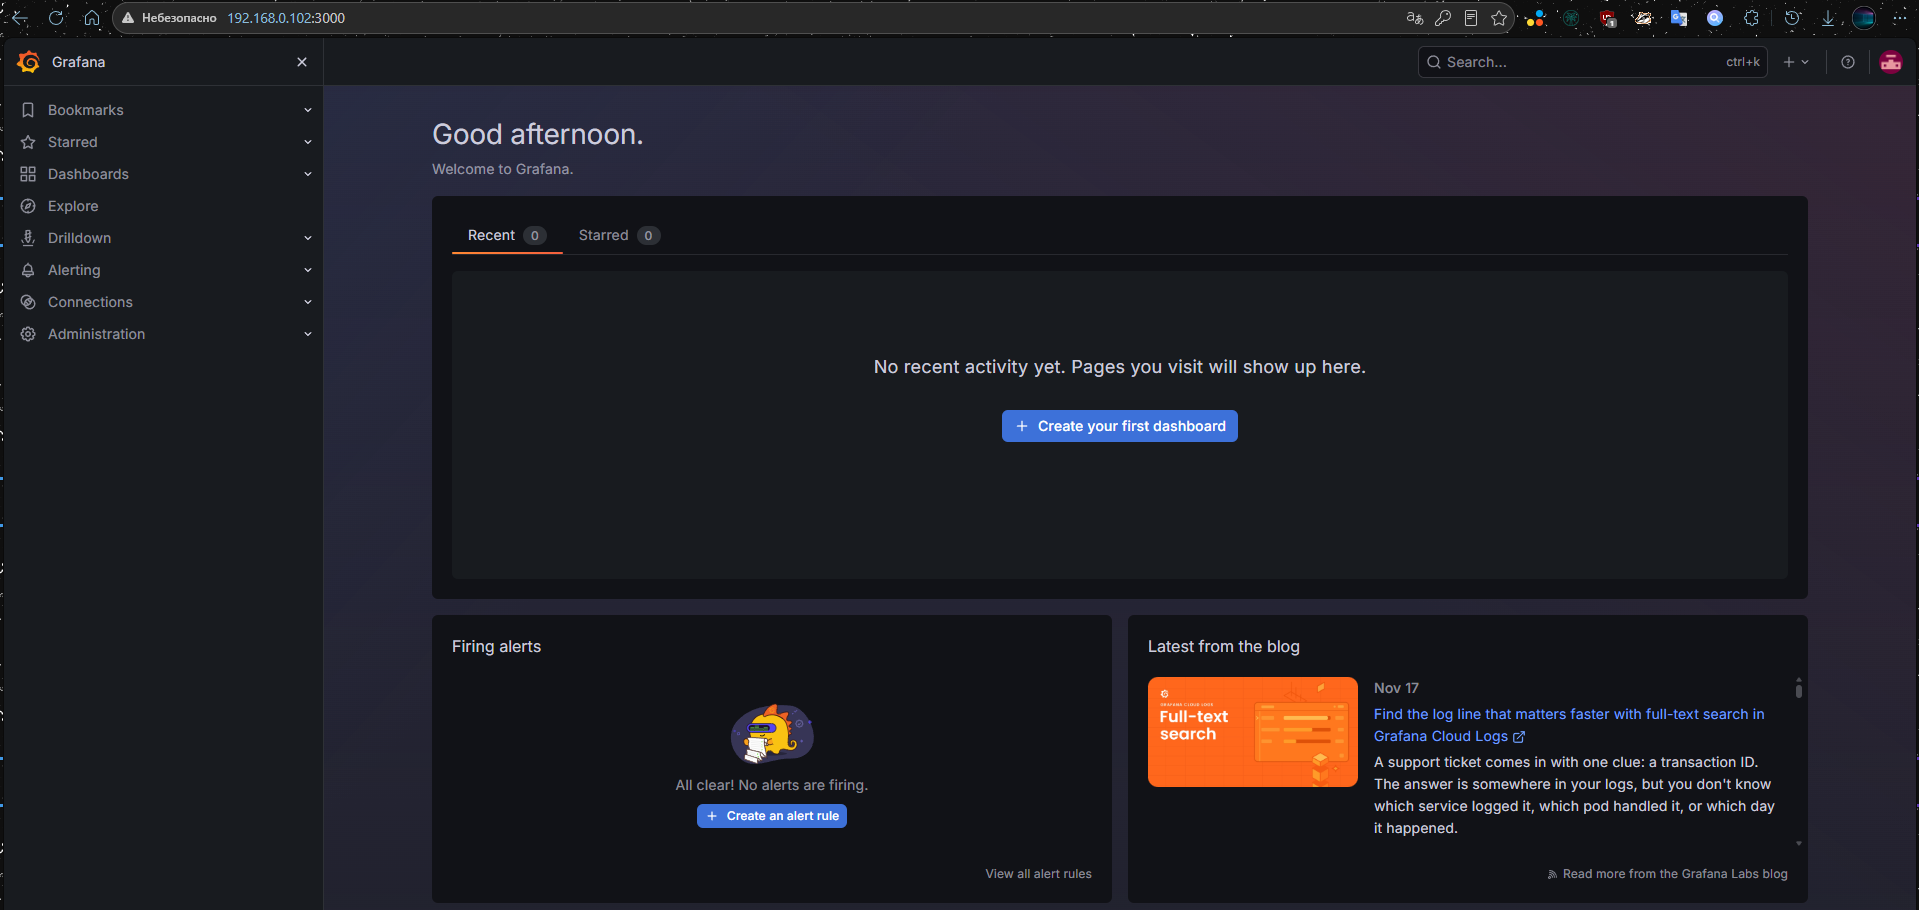 Небезопасно 192.168.0.102:3000
Grafana
Search... ctrl+k
Bookmarks
Starred
Dashboards
Explore
Drilldown
Alerting
Connections
Administration
Good afternoon.
Welcome to Grafana.
Recent 0 Starred 0
No recent activity yet. Pages you visit will show up here.
Create your first dashboard
Firing alerts
All clear! No alerts are firing.
Create an alert rule
View all alert rules
Latest from the blog
GRAFANA CLOUD LOGS
Full-text
search
Nov 17
Find the log line that matters faster with full-text search in
Grafana Cloud Logs
A support ticket comes in with one clue: a transaction ID.
The answer is somewhere in your logs, but you don't know
which service logged it, which pod handled it, or which day
it happened.
Read more from the Grafana Labs blog